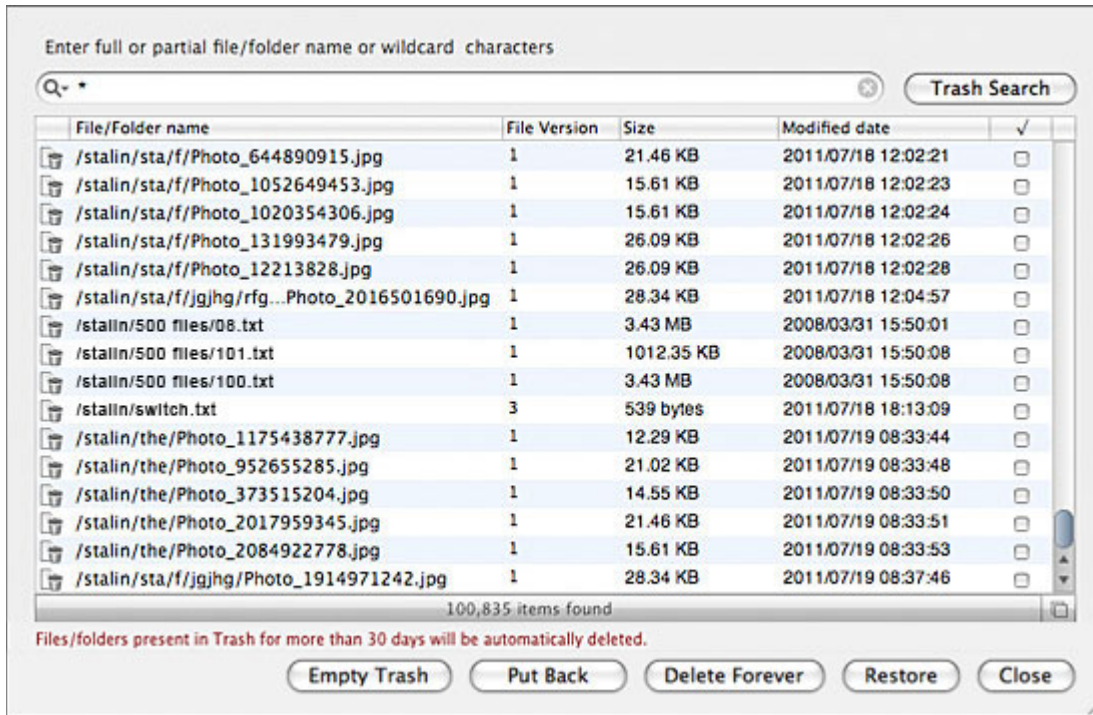 Enter full or partial file/folder name or wildcard characters
* Trash Search
File/Folder name File Version Size Modified date √
/stalin/sta/f/Photo_644890915.jpg 1 21.46 KB 2011/07/18 12:02:21
/stalin/sta/f/Photo_1052649453.jpg 1 15.61 KB 2011/07/18 12:02:23
/stalin/sta/f/Photo_1020354306.jpg 1 15.61 KB 2011/07/18 12:02:24
/stalin/sta/f/Photo_131993479.jpg 1 26.09 KB 2011/07/18 12:02:26
/stalin/sta/f/Photo_12213828.jpg 1 26.09 KB 2011/07/18 12:02:28
/stalin/sta/f/jgjhg/rfg...Photo_2016501690.jpg 1 28.34 KB 2011/07/18 12:04:57
/stalin/500 files/08.txt 1 3.43 MB 2008/03/31 15:50:01
/stalin/500 files/101.txt 1 1012.35 KB 2008/03/31 15:50:08
/stalin/500 files/100.txt 1 3.43 MB 2008/03/31 15:50:08
/stalin/switch.txt 3 539 bytes 2011/07/18 18:13:09
/stalin/the/Photo_1175438777.jpg 1 12.29 KB 2011/07/19 08:33:44
/stalin/the/Photo_952655285.jpg 1 21.02 KB 2011/07/19 08:33:48
/stalin/the/Photo_373515204.jpg 1 14.55 KB 2011/07/19 08:33:50
/stalin/the/Photo_2017959345.jpg 1 21.46 KB 2011/07/19 08:33:51
/stalin/the/Photo_2084922778.jpg 1 15.61 KB 2011/07/19 08:33:53
/stalin/sta/f/jgjhg/Photo_1914971242.jpg 1 28.34 KB 2011/07/19 08:37:46
100,835 items found
Files/folders present in Trash for more than 30 days will be automatically deleted.
Empty Trash Put Back Delete Forever Restore Close